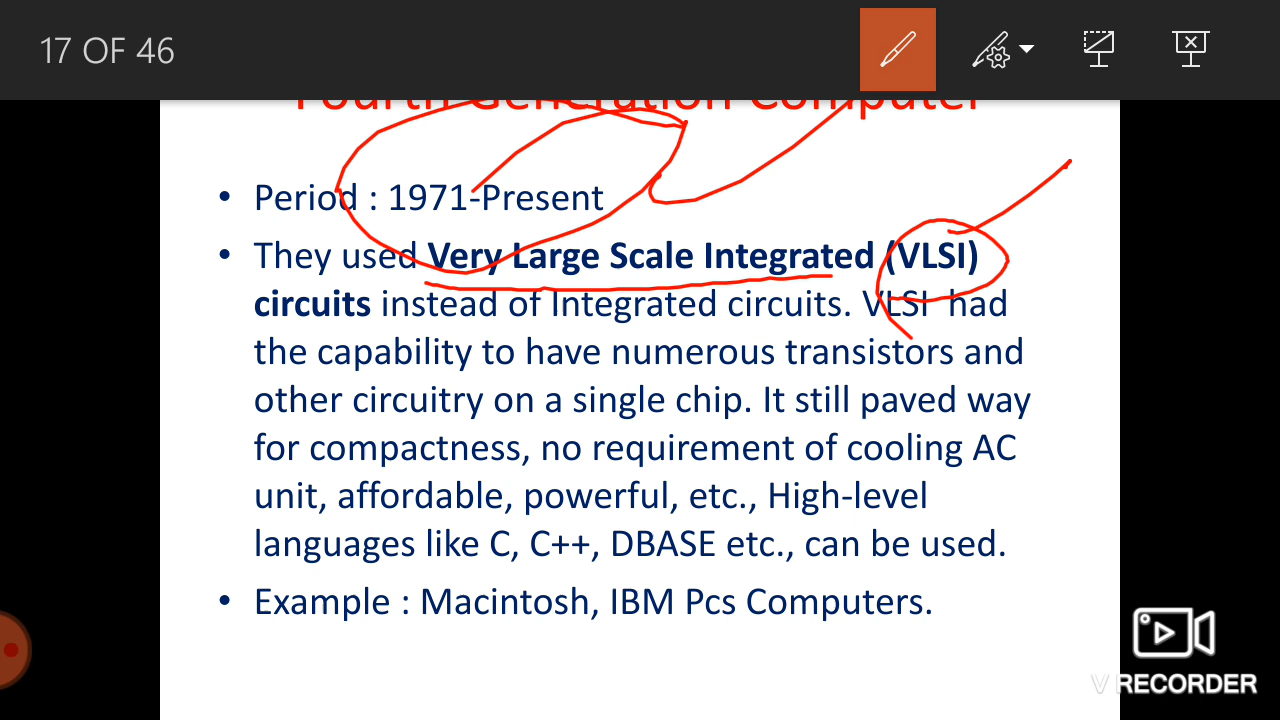 17 OF 46
Fourth Generation Computer
• Period : 1971-Present
• They used Very Large Scale Integrated (VLSI)
circuits instead of Integrated circuits. VLSI had
the capability to have numerous transistors and
other circuitry on a single chip. It still paved way
for compactness, no requirement of cooling AC
unit, affordable, powerful, etc., High-level
languages like C, C++, DBASE etc., can be used.
• Example : Macintosh, IBM Pcs Computers.
V RECORDER